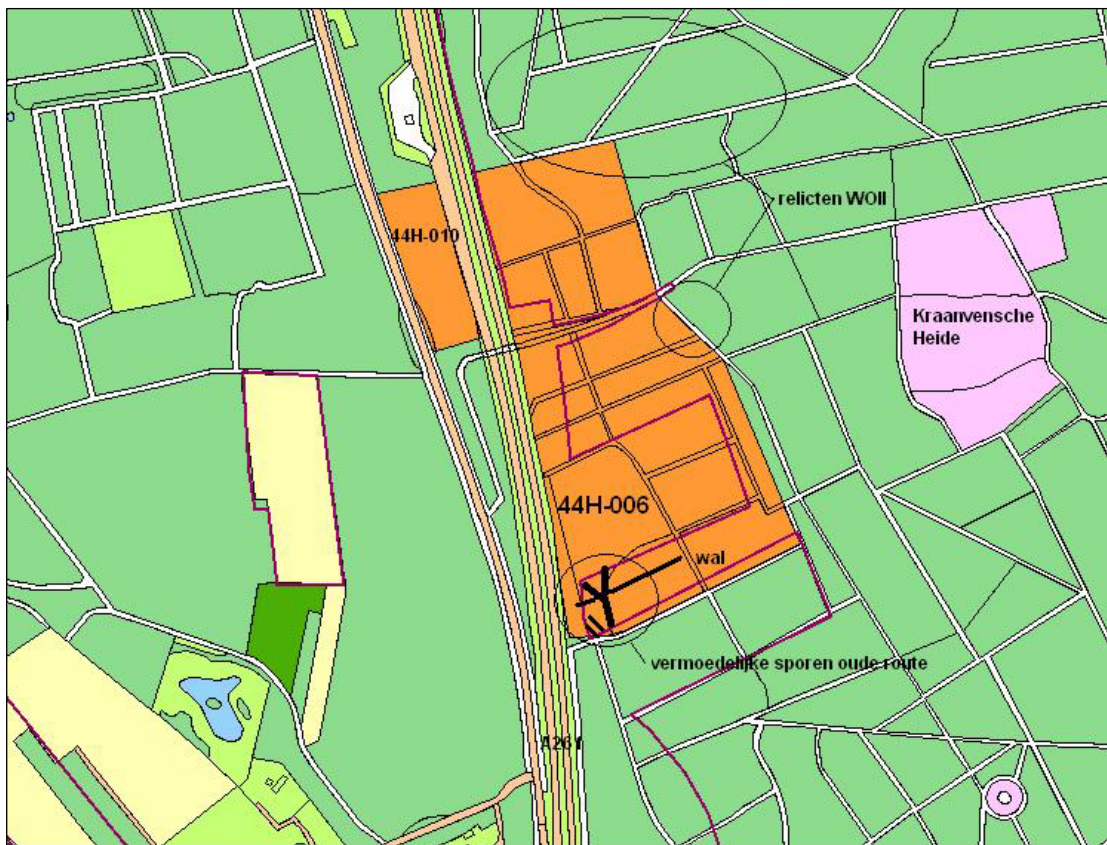 relicten WOII
44H-010
Kraanvensche
Heide
44H-006
wal
vermoedelijke sporen oude route
A261